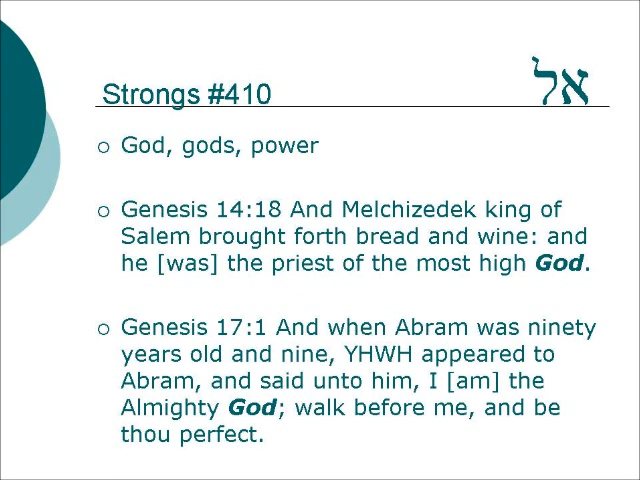 Strongs #410 אל
God, gods, power
Genesis 14:18 And Melchizedek king of
Salem brought forth bread and wine: and
he [was] the priest of the most high God.
Genesis 17:1 And when Abram was ninety
years old and nine, YHWH appeared to
Abram, and said unto him, I [am] the
Almighty God; walk before me, and be
thou perfect.